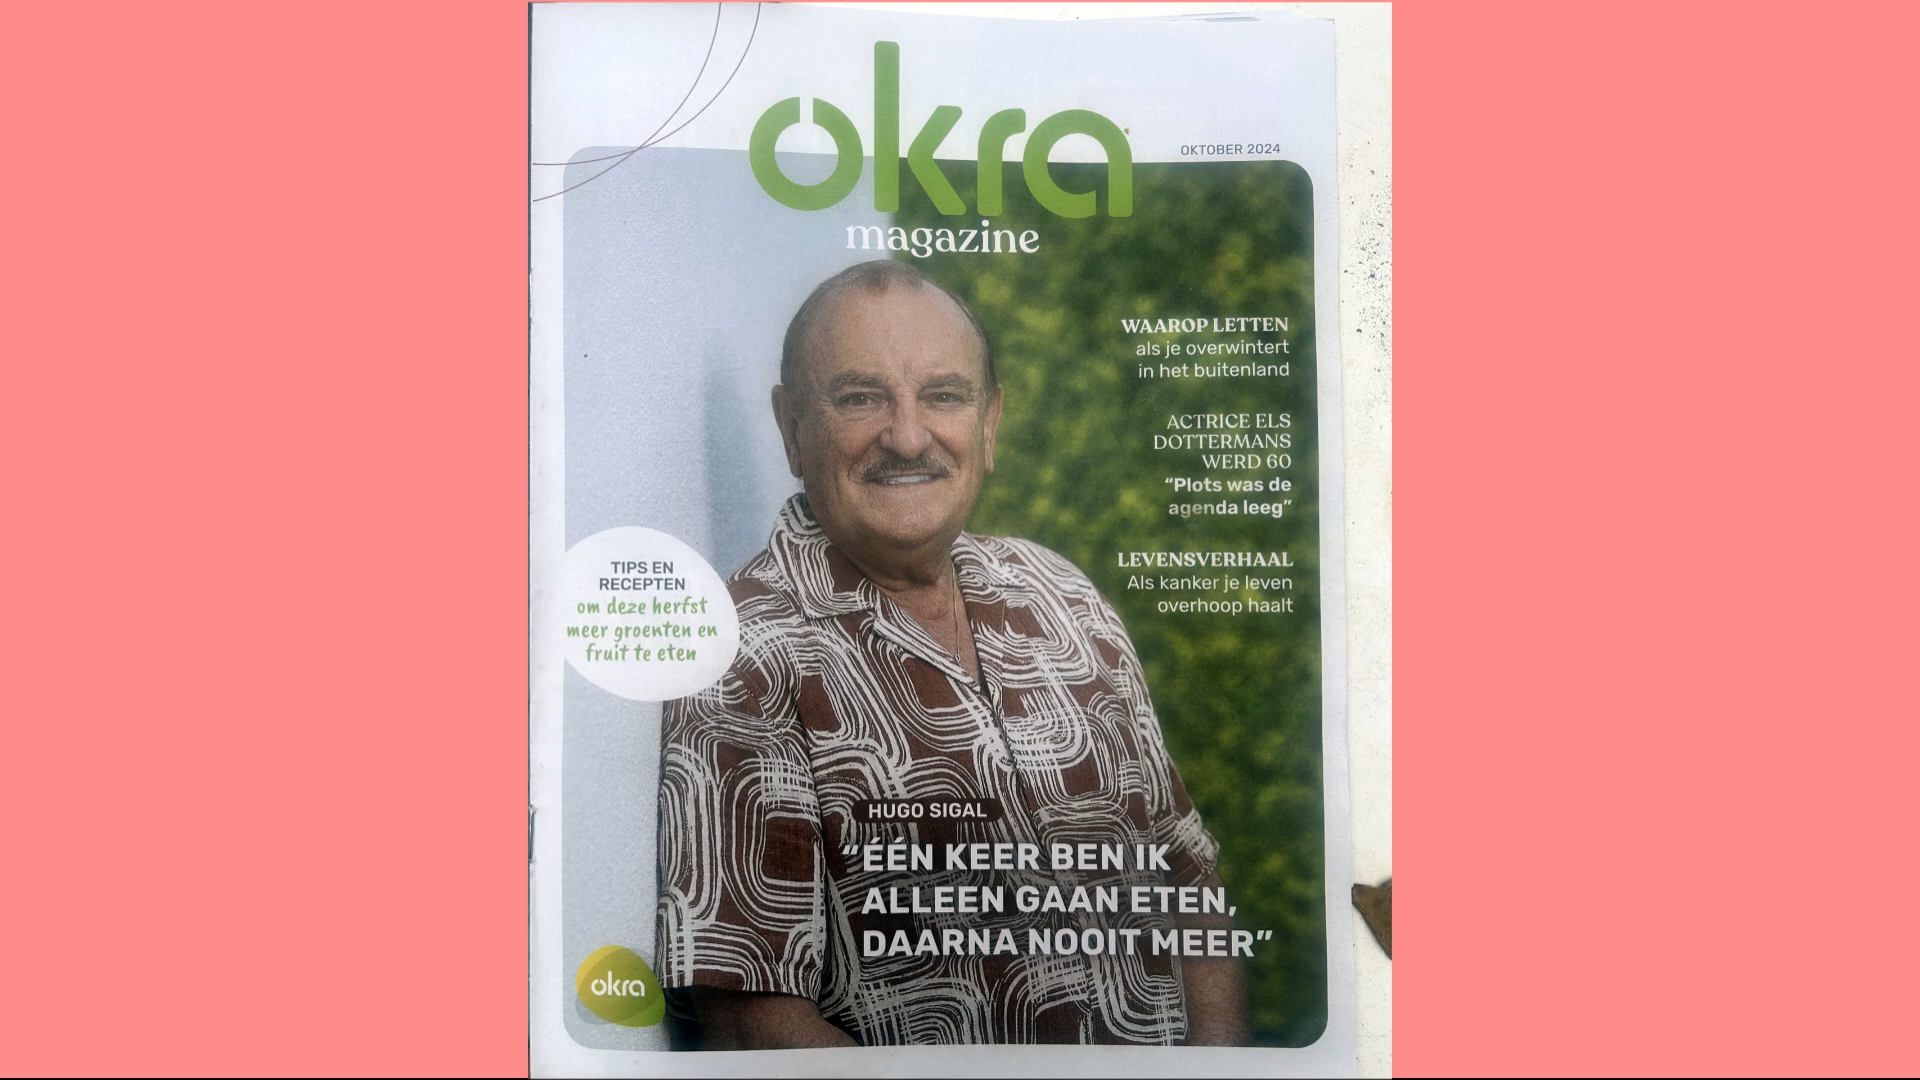 okra
magazine
OKTOBER 2024
WAAROP LETTEN
als je overwintert
in het buitenland
ACTRICE ELS
DOTTERMANS
WERD 60
“Plots was de
agenda leeg”
LEVENSVERHAAL
Als kanker je leven
overhoop haalt
TIPS EN
RECEPTEN
om deze herfst
meer groenten en
fruit te eten
HUGO SIGAL
“ÉÉN KEER BEN IK
ALLEEN GAAN ETEN,
DAARNA NOOIT MEER”
okra